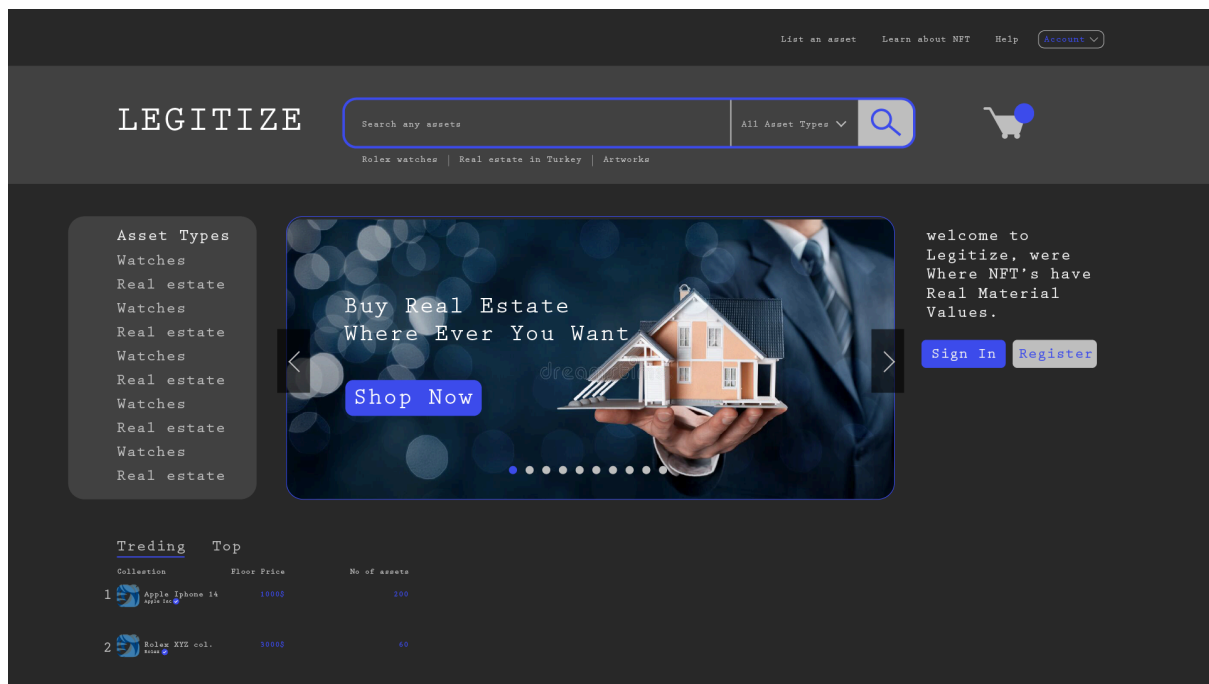 List an asset Learn about NFT Help Account
LEGITIZE
Search any assets All Asset Types
Rolex watches | Real estate in Turkey | Artworks
Asset Types
Watches
Real estate
Watches
Real estate
Watches
Real estate
Watches
Real estate
Watches
Real estate
Buy Real Estate
Where Ever You Want
Shop Now
welcome to
Legitize, were
Where NFT's have
Real Material
Values.
Sign In Register
Treding Top
Collection Floor Price No of assets
1 Apple Iphone 14 1000$ 200
Apple Inc
2 Rolex XYZ col. 9000$ 60